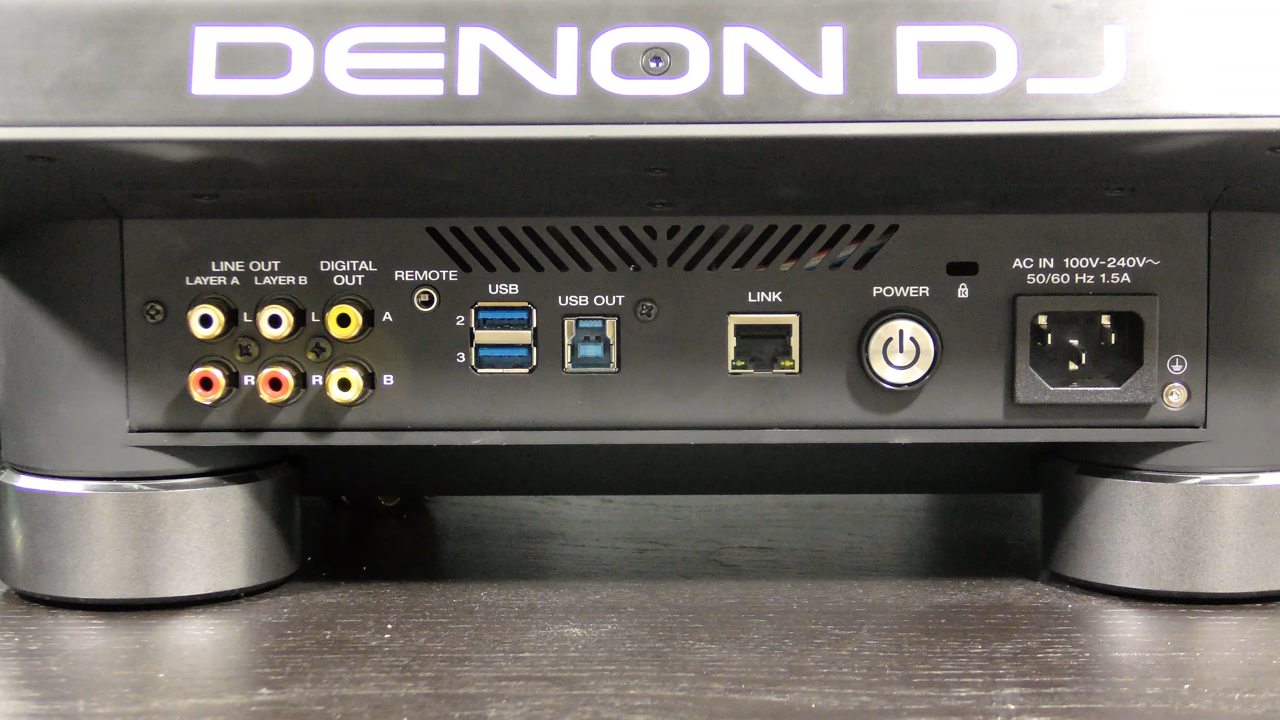 DENON DJ
LINE OUT
LAYER A LAYER B
DIGITAL
OUT
REMOTE
USB
USB OUT
LINK
POWER
AC IN 100V-240V~
50/60 Hz 1.5A
L L A
R R B
2
3